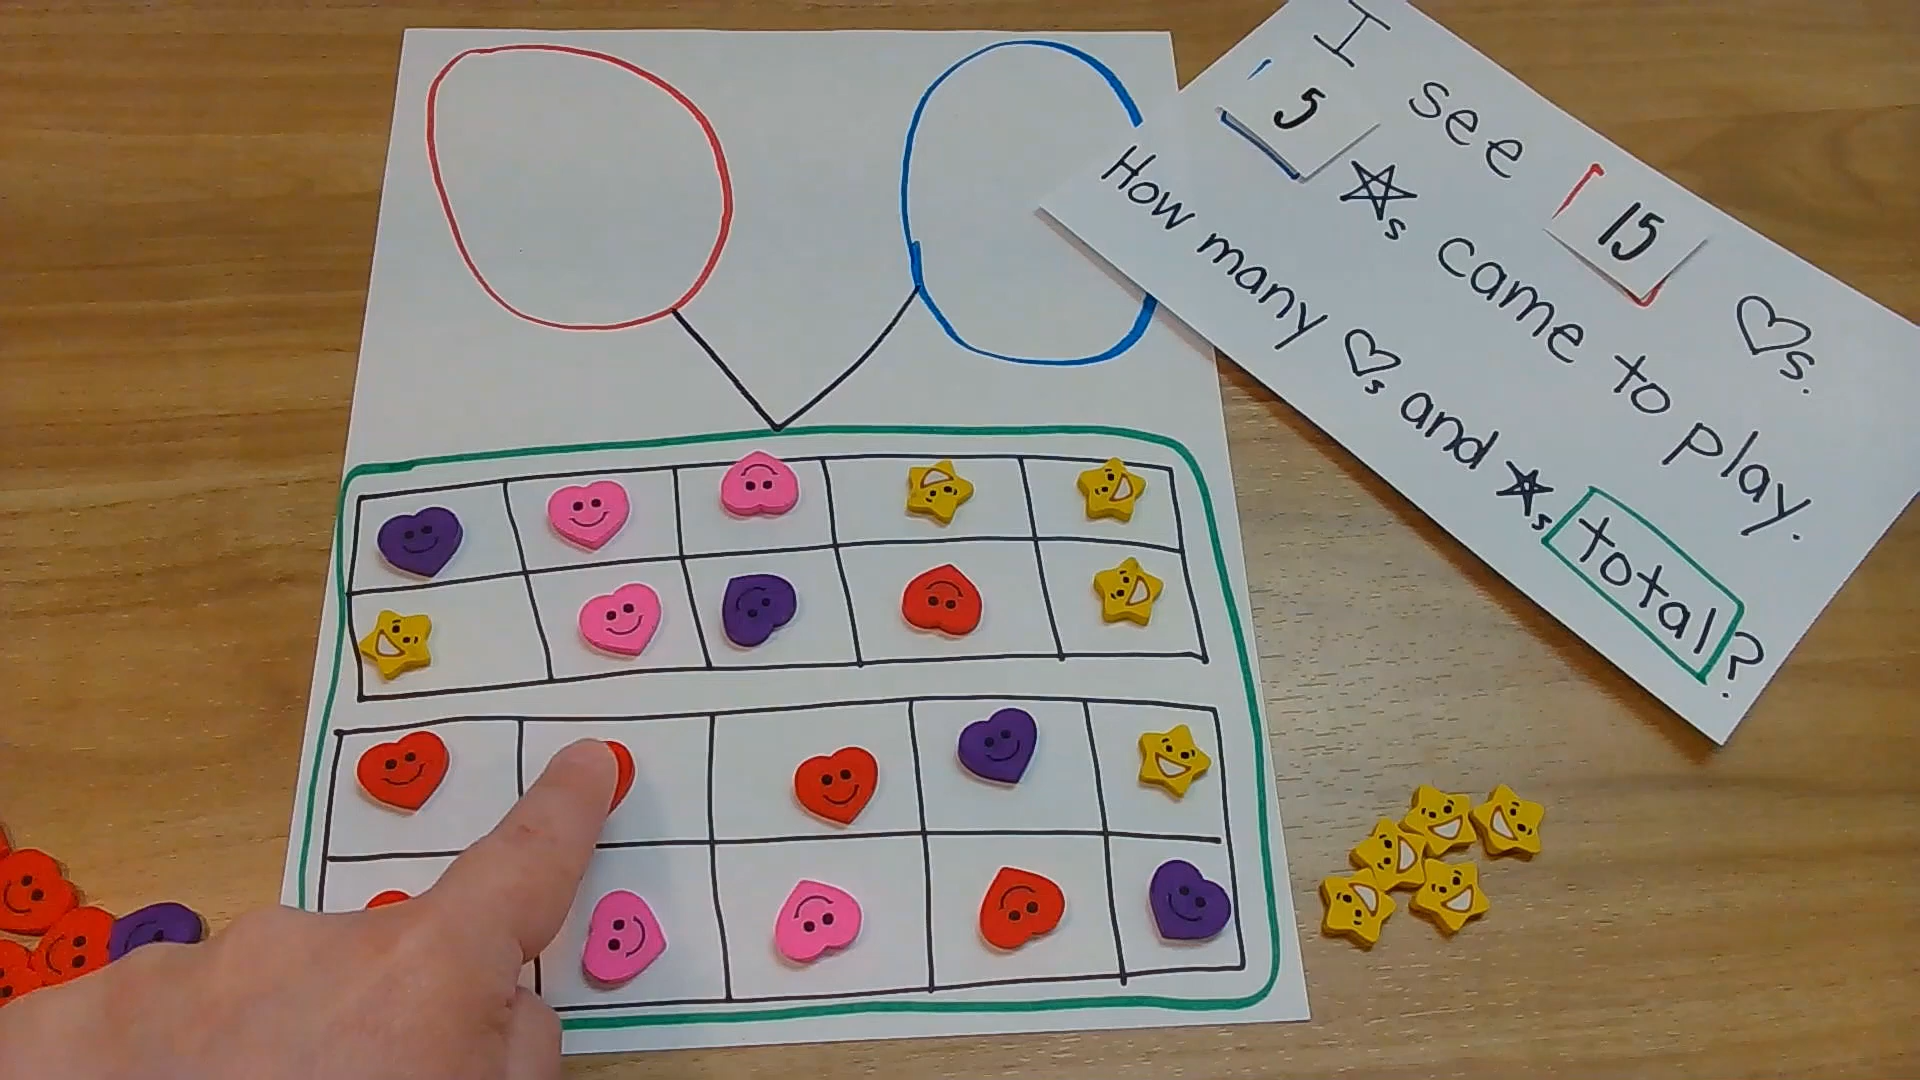 I see 15 ♡s.
5 ☆s came to play.
How many ♡s and ☆s total?